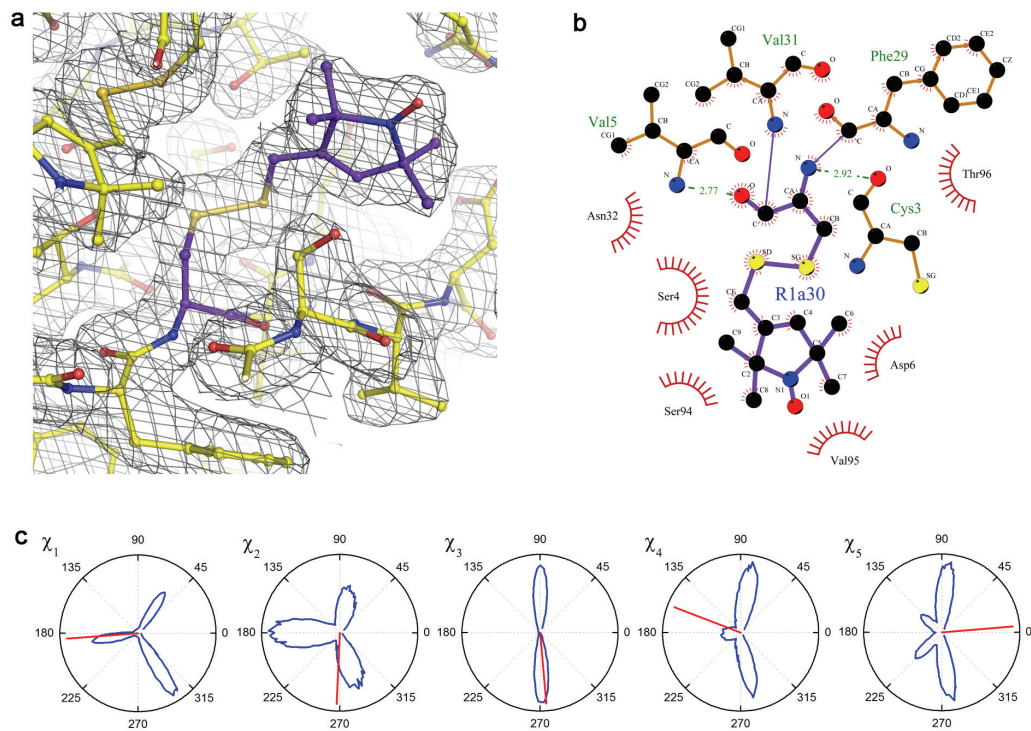 a
b
CG1
Val31
CB
C
O
CG2
CA
N
CD2
CE2
Phe29
CG
CZ
CB
CD1
CE1
O
CA
C
N
CG2
Val5
CB
CG1
C
CA
O
N
2.77
O
C
N
CA
2.92
O
C
Cys3
CB
CA
CB
N
SG
Thr96
Asn32
SD
SG
Ser4
R1a30
CE
C3
C4
C9
C6
C5
C2
C7
C8
N1
O1
Asp6
Ser94
Val95
c
χ1
90
135
45
180
0
225
315
270
χ2
90
135
45
180
0
225
315
270
χ3
90
135
45
180
0
225
315
270
χ4
90
135
45
180
0
225
315
270
χ5
90
135
45
180
0
225
315
270